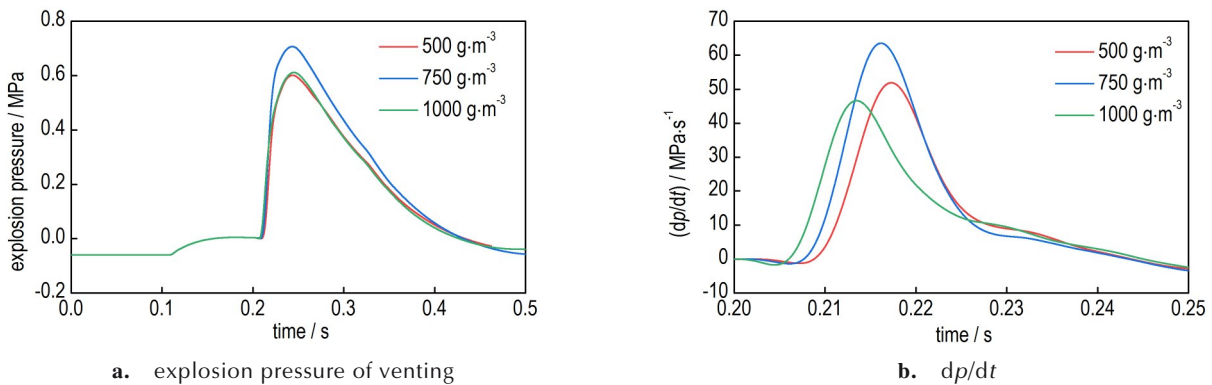 0.8
0.6
0.4
0.2
0.0
-0.2
explosion pressure / MPa
500 g·m⁻³
750 g·m⁻³
1000 g·m⁻³
0.0 0.1 0.2 0.3 0.4 0.5
time / s
a. explosion pressure of venting
70
60
50
40
30
20
10
0
-10
(dp/dt) / MPa·s⁻¹
500 g·m⁻³
750 g·m⁻³
1000 g·m⁻³
0.20 0.21 0.22 0.23 0.24 0.25
time / s
b. dp/dt